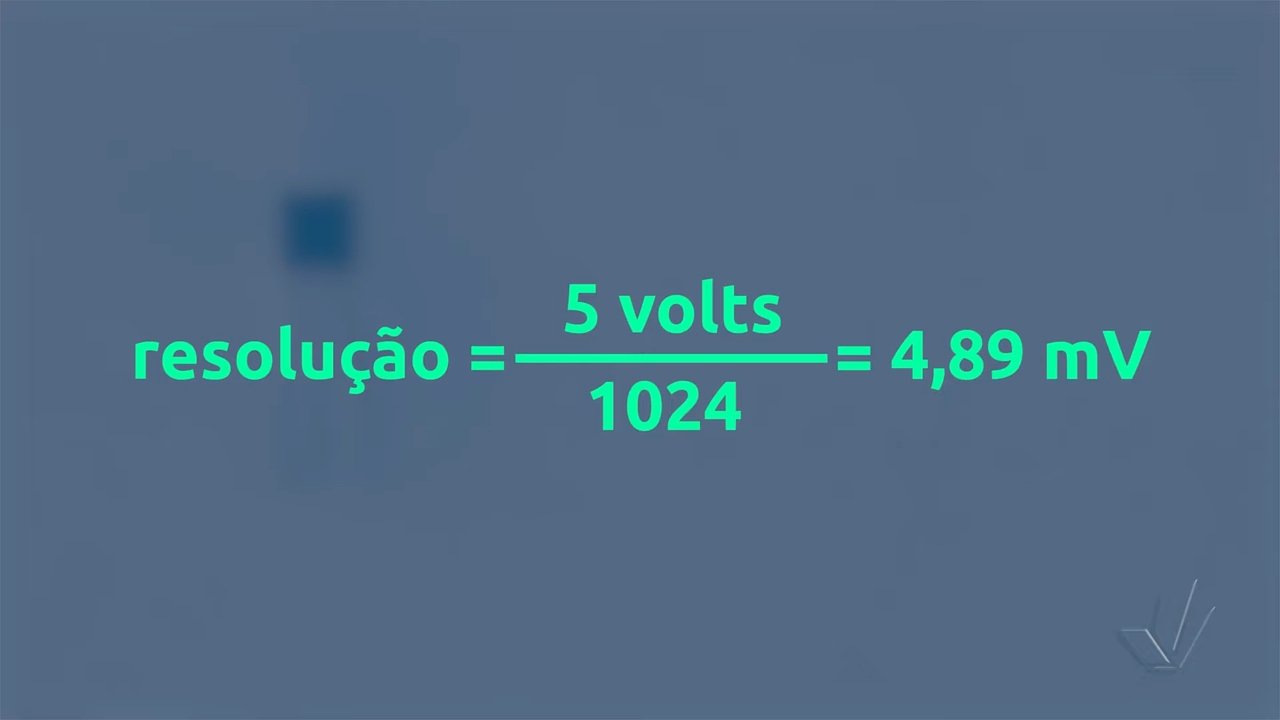 resolução = 5 volts / 1024 = 4,89 mV